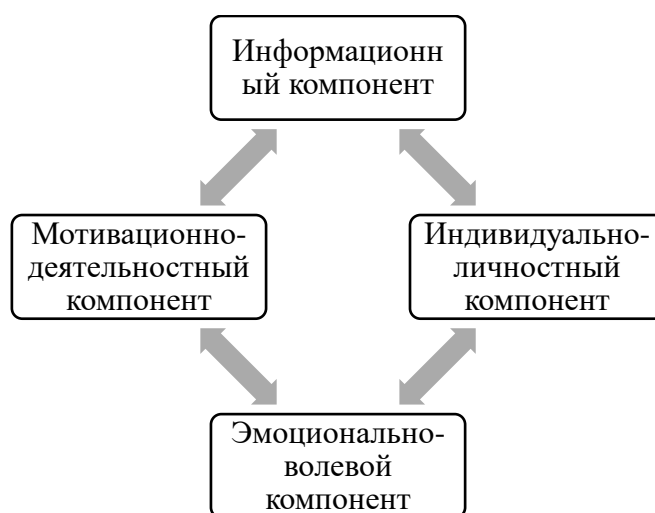 Информационн
ый компонент
Мотивационно-
деятельностный
компонент
Индивидуально-
личностный
компонент
Эмоционально-
волевой
компонент